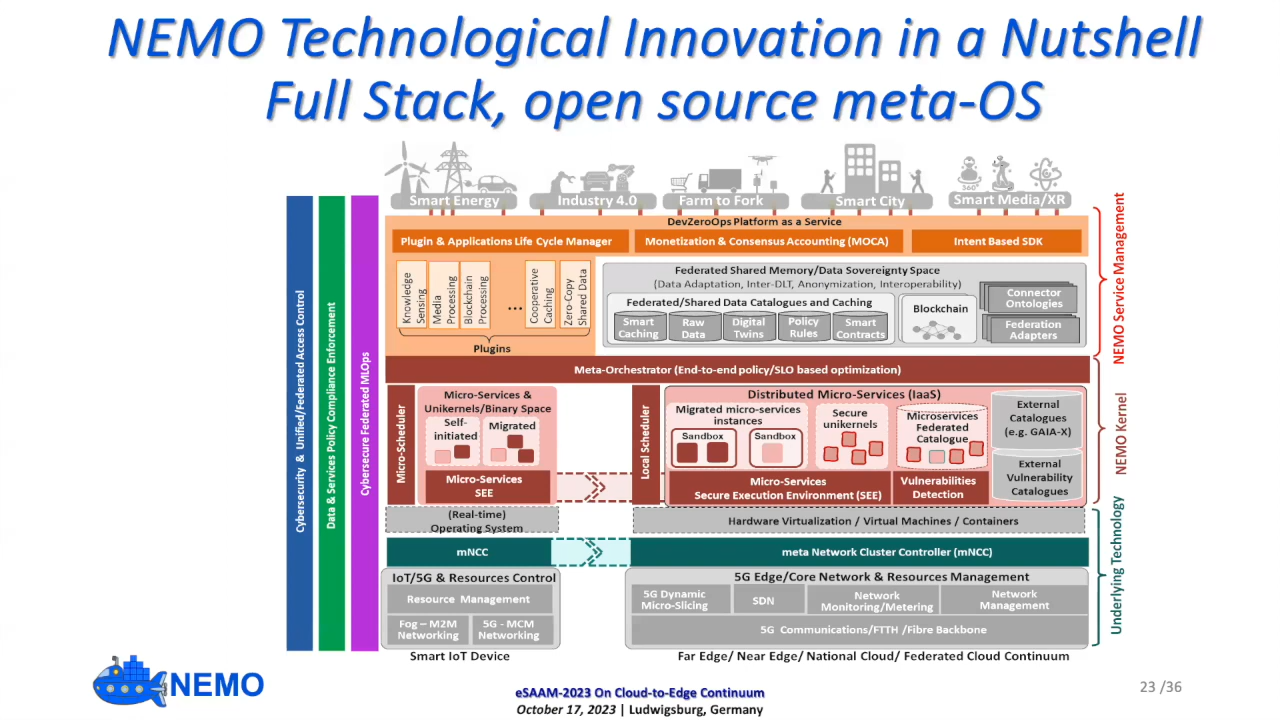 NEMO Technological Innovation in a Nutshell
Full Stack, open source meta-OS
360°
Smart Energy
Industry 4.0
Farm to Fork
Smart City
Smart Media/XR
DevZeroOps Platform as a Service
Plugin & Applications Life Cycle Manager
Monetization & Consensus Accounting (MOCA)
Intent Based SDK
Knowledge
Sensing
Media
Processing
Blockchain
Processing
...
Cooperative
Caching
Zero-Copy
Shared Data
Plugins
Federated Shared Memory/Data Sovereignty Space
(Data Adaptation, Inter-DLT, Anonymization, Interoperability)
Federated/Shared Data Catalogues and Caching
Smart
Caching
Raw
Data
Digital
Twins
Policy
Rules
Smart
Contracts
Blockchain
Connector
Ontologies
Federation
Adapters
Meta-Orchestrator (End-to-end policy/SLO based optimization)
Micro-Scheduler
Micro-Services &
Unikernels/Binary Space
Self-
initiated
Migrated
Micro-Services
SEE
Local Scheduler
Distributed Micro-Services (IaaS)
Migrated micro-services
instances
Sandbox
Sandbox
Secure
unikernels
Microservices
Federated
Catalogue
External
Catalogues
(e.g. GAIA-X)
External
Vulnerability
Catalogues
Micro-Services
Secure Execution Environment (SEE)
Vulnerabilities
Detection
(Real-time)
Operating System
Hardware Virtualization / Virtual Machines / Containers
mNCC
meta Network Cluster Controller (mNCC)
IoT/5G & Resources Control
Resource Management
Fog – M2M
Networking
5G - MCM
Networking
5G Edge/Core Network & Resources Management
5G Dynamic
Micro-Slicing
SDN
Network
Monitoring/Metering
Network
Management
5G Communications/FTTH /Fibre Backbone
Smart IoT Device
Far Edge/ Near Edge/ National Cloud/ Federated Cloud Continuum
Cybersecurity & Unified/Federated Access Control
Data & Services Policy Compliance Enforcement
Cybersecure Federated MLOps
NEMO Service Management
NEMO Kernel
Underlying Technology
NEMO
eSAAM-2023 On Cloud-to-Edge Continuum
October 17, 2023 | Ludwigsburg, Germany
23 /36